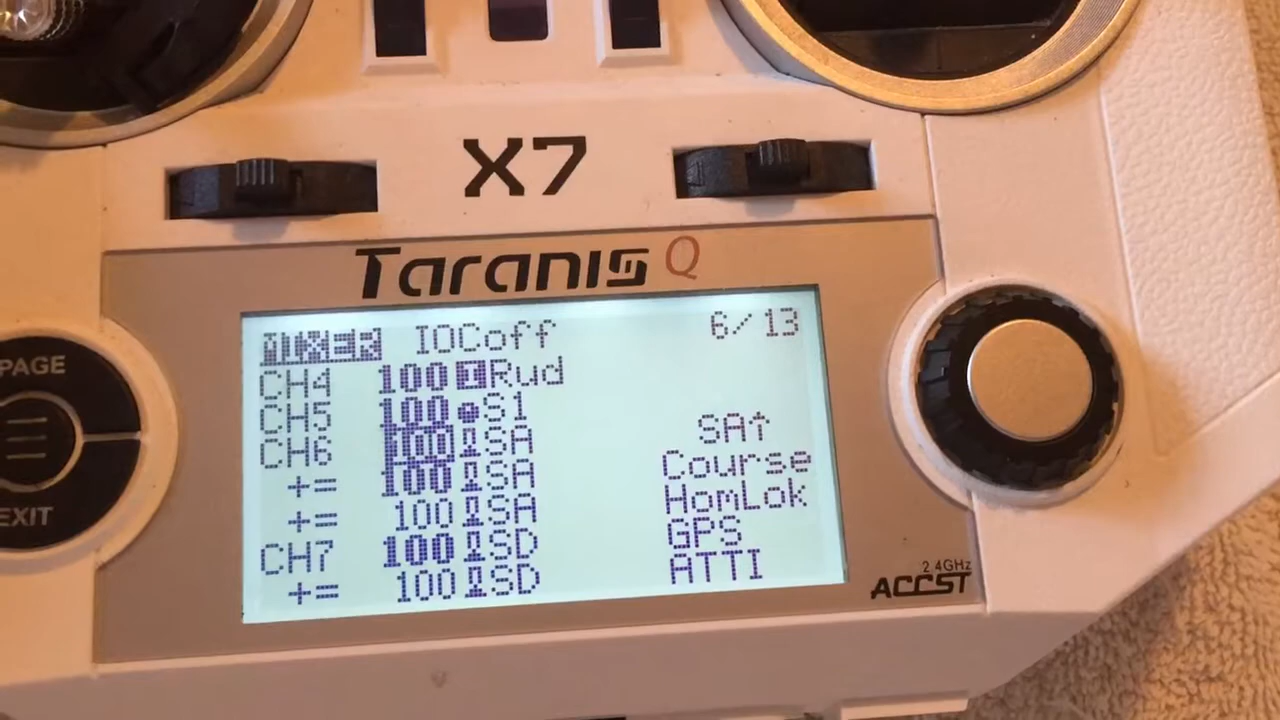 X7
Taranis Q
PAGE
EXIT
MIXER IOCoff 6/13
CH4 100 Rud
CH5 100 S1
CH6 100 SA SA↑
+= 100 SA Course
+= 100 SA HomLok
CH7 100 SD GPS
+= 100 SD ATTI
2.4GHz
ACCST